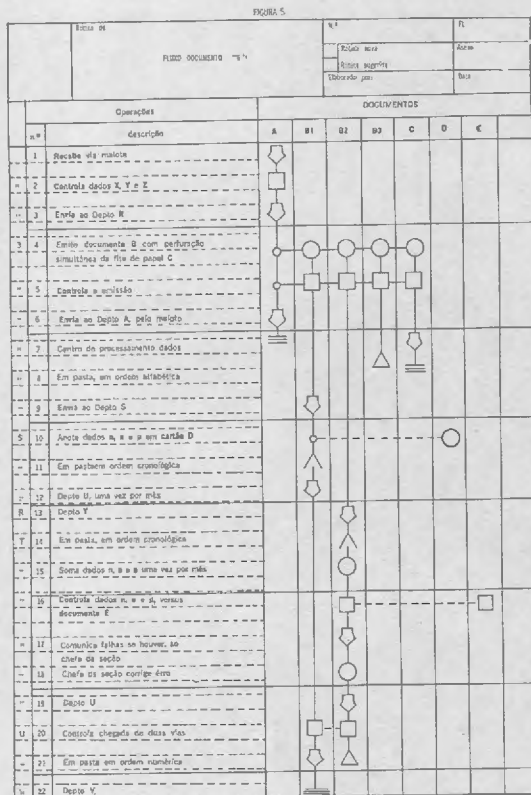 FIGURA 5
FLUXO DOCUMENTO "B"
N.º
Fl.
Rotina nova
Rotina sugerida
Elaborado por:
Data
Operações
DOCUMENTOS
n.º
descrição
A
B1
B2
B3
C
D
E
" 1 Recebe via malote
" 2 Controla dados X, Y e Z
" 3 Envia ao Depto R
3 4 Emite documento B com perfuração
simultânea da fita de papel C
" 5 Controla a emissão
" 6 Envia ao Depto A, pelo malote
" 7 Centro de processamento dados
" 8 Em pasta, em ordem alfabética
" 9 Envia ao Depto S
S 10 Anota dados em cartão D
" 11 Em pasta em ordem cronológica
" 12 Depto U, uma vez por mês
R 13 Depto T
T 14 Em pasta, em ordem cronológica
" 15 Soma dados uma vez por mês
" 16 Controla dados versus
documento E
" 17 Comunica falhas se houver, ao
chefe da seção
" 18 Chefe da seção corrige erro
" 19 Depto U
U 20 Controla chegada de duas vias
" 21 Em pasta em ordem numérica
" 22 Depto V.